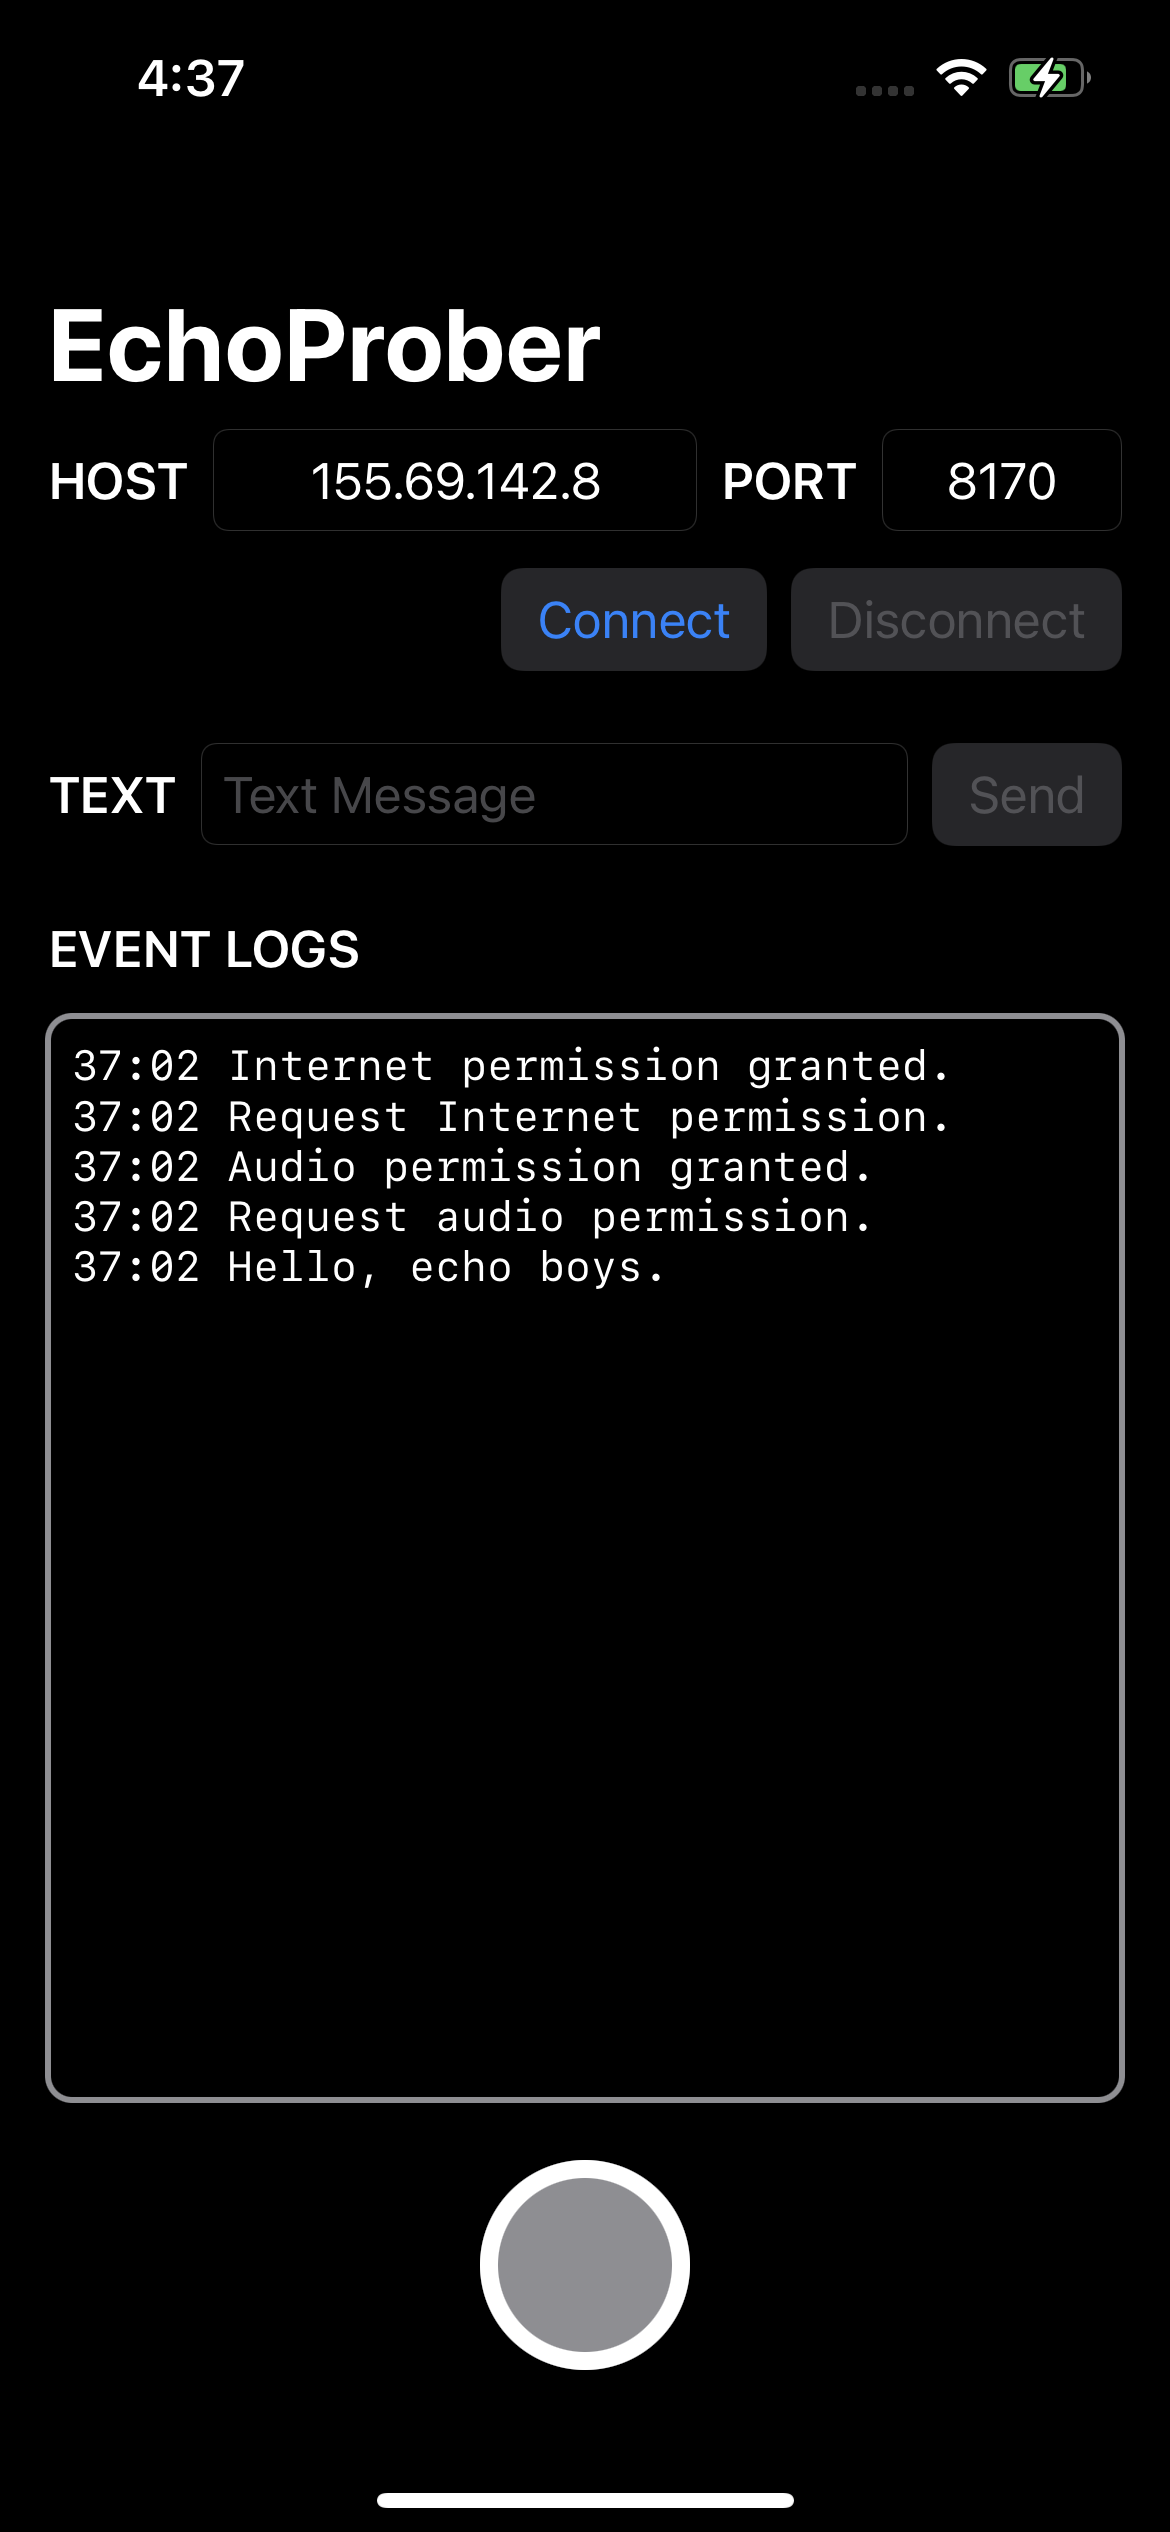 4:37
EchoProber
HOST 155.69.142.8 PORT 8170
Connect Disconnect
TEXT Text Message Send
EVENT LOGS
37:02 Internet permission granted.
37:02 Request Internet permission.
37:02 Audio permission granted.
37:02 Request audio permission.
37:02 Hello, echo boys.